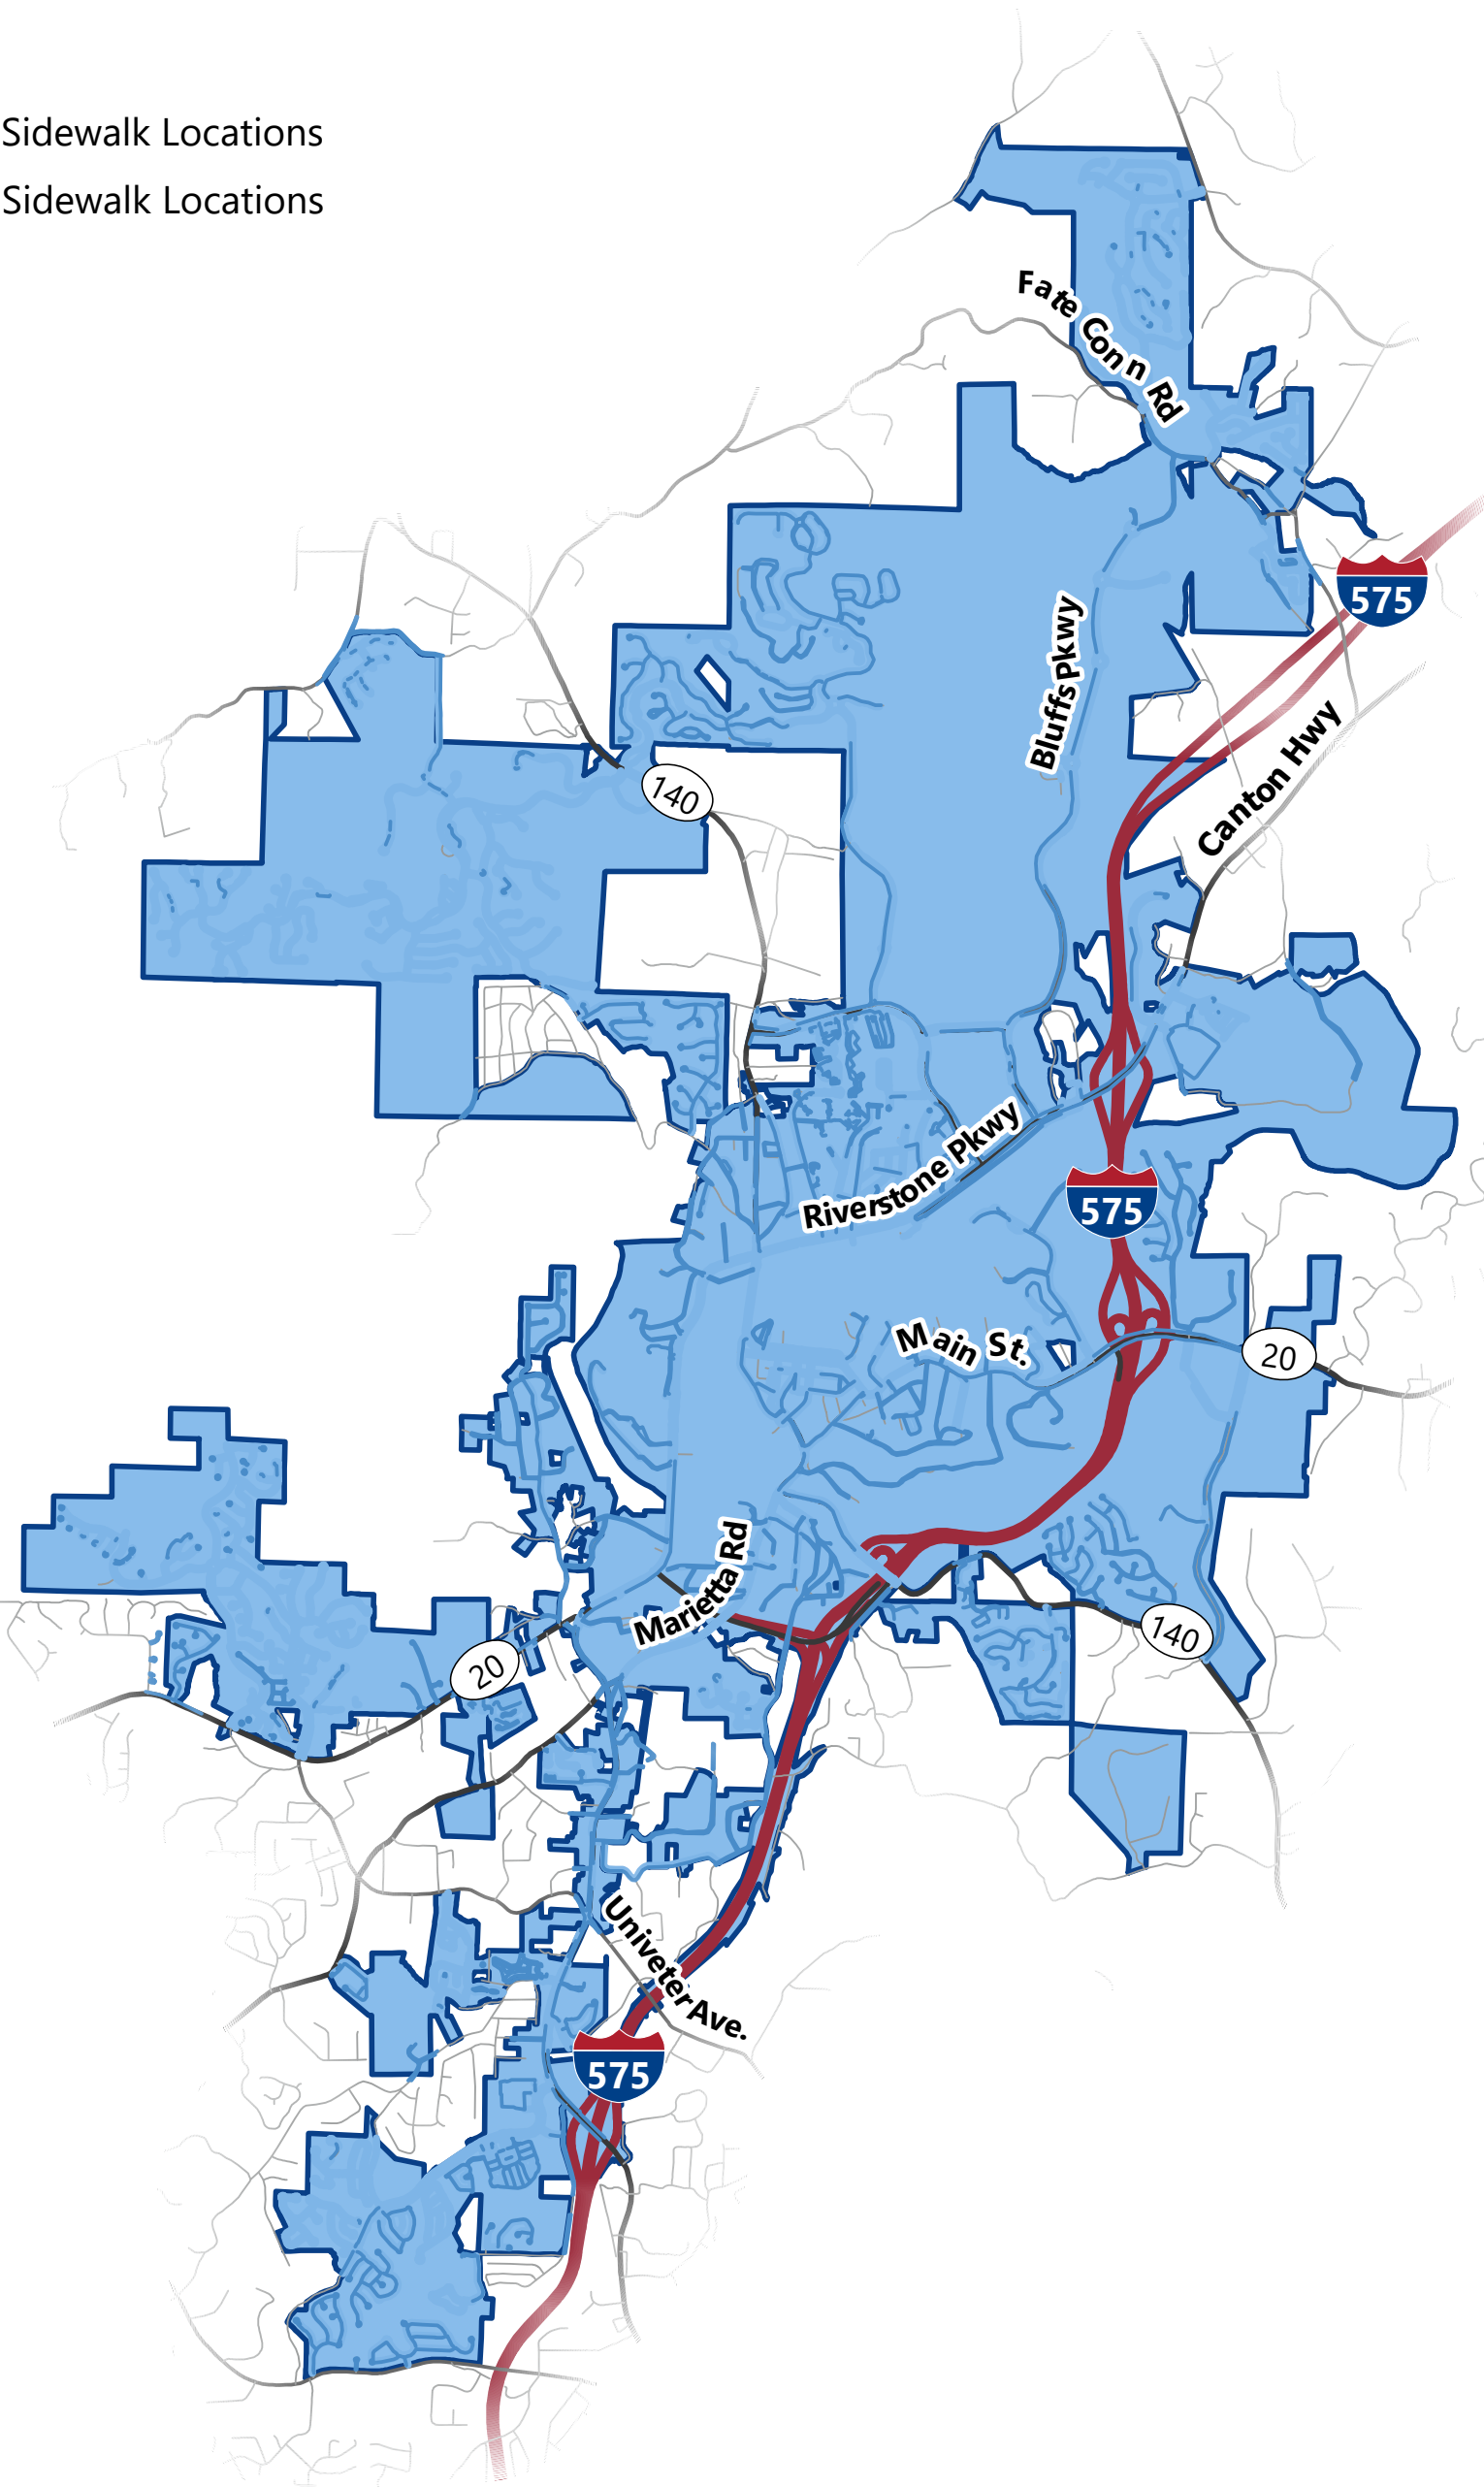 Sidewalk Locations
Sidewalk Locations
Fate Conn Rd
575
Bluffs Pkwy
Canton Hwy
140
Riverstone Pkwy
575
Main St.
20
Marietta Rd
140
20
Univeter Ave.
575